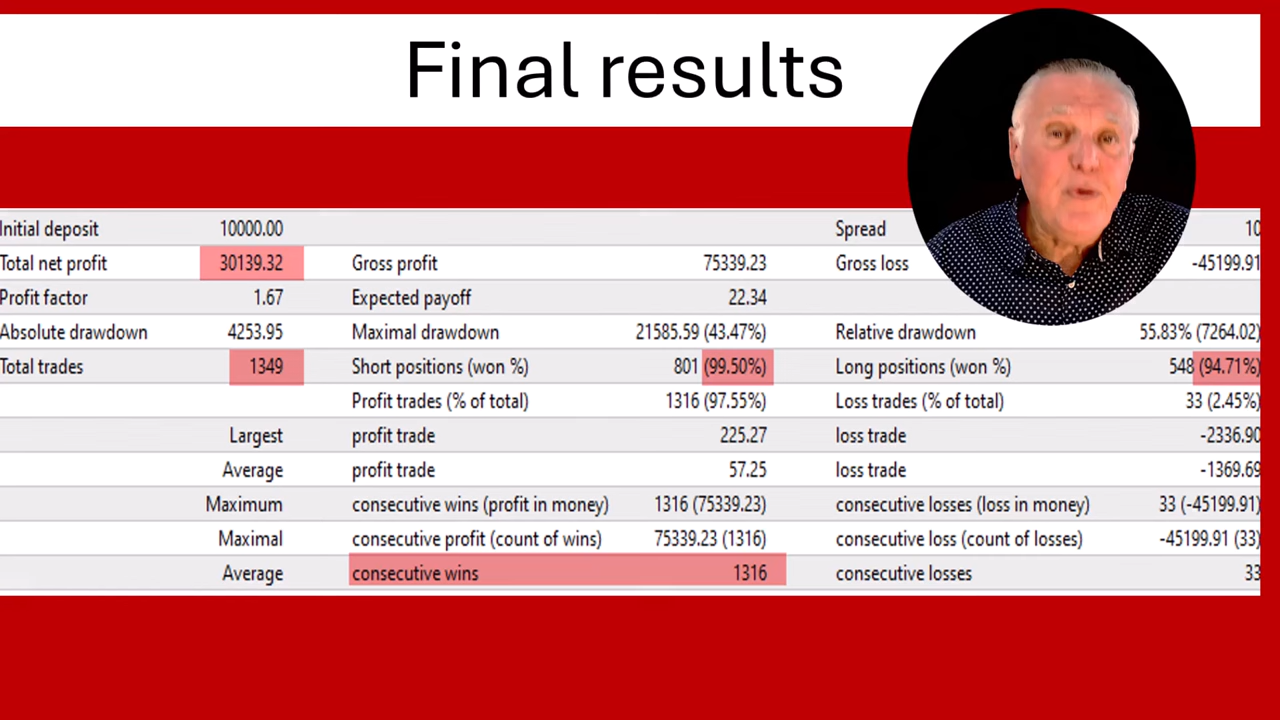 Final results
Initial deposit 10000.00 Spread 10
Total net profit 30139.32 Gross profit 75339.23 Gross loss -45199.91
Profit factor 1.67 Expected payoff 22.34
Absolute drawdown 4253.95 Maximal drawdown 21585.59 (43.47%) Relative drawdown 55.83% (7264.02)
Total trades 1349 Short positions (won %) 801 (99.50%) Long positions (won %) 548 (94.71%)
Profit trades (% of total) 1316 (97.55%) Loss trades (% of total) 33 (2.45%)
Largest profit trade 225.27 loss trade -2336.90
Average profit trade 57.25 loss trade -1369.69
Maximum consecutive wins (profit in money) 1316 (75339.23) consecutive losses (loss in money) 33 (-45199.91)
Maximal consecutive profit (count of wins) 75339.23 (1316) consecutive loss (count of losses) -45199.91 (33)
Average consecutive wins 1316 consecutive losses 33